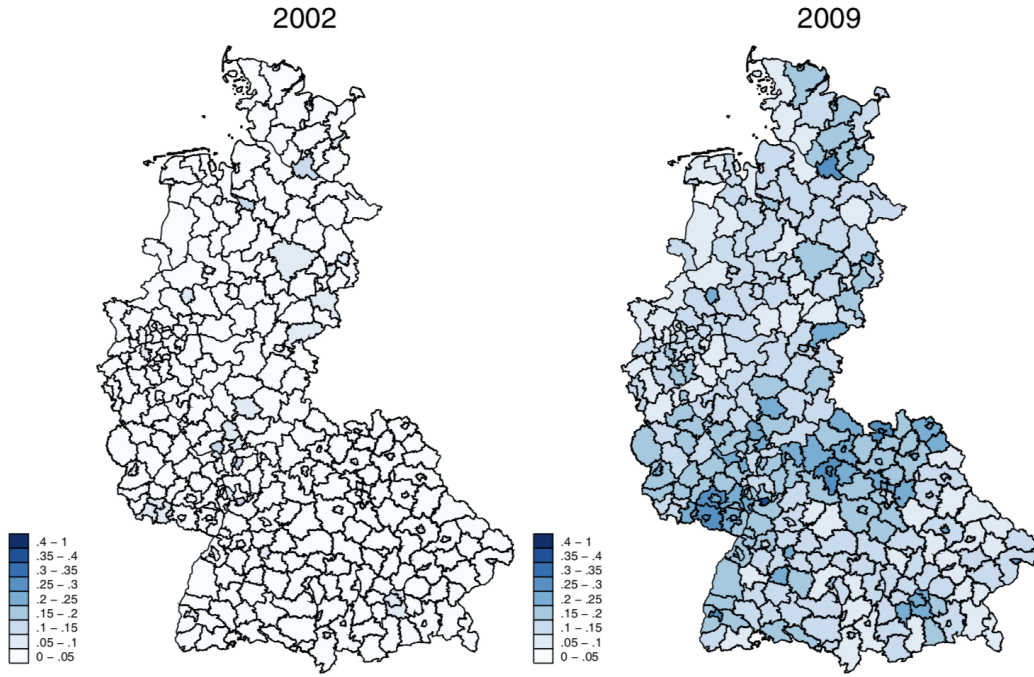 2002
2009
.4 – 1
.35 – .4
.3 – .35
.25 – .3
.2 – .25
.15 – .2
.1 – .15
.05 – .1
0 – .05
.4 – 1
.35 – .4
.3 – .35
.25 – .3
.2 – .25
.15 – .2
.1 – .15
.05 – .1
0 – .05